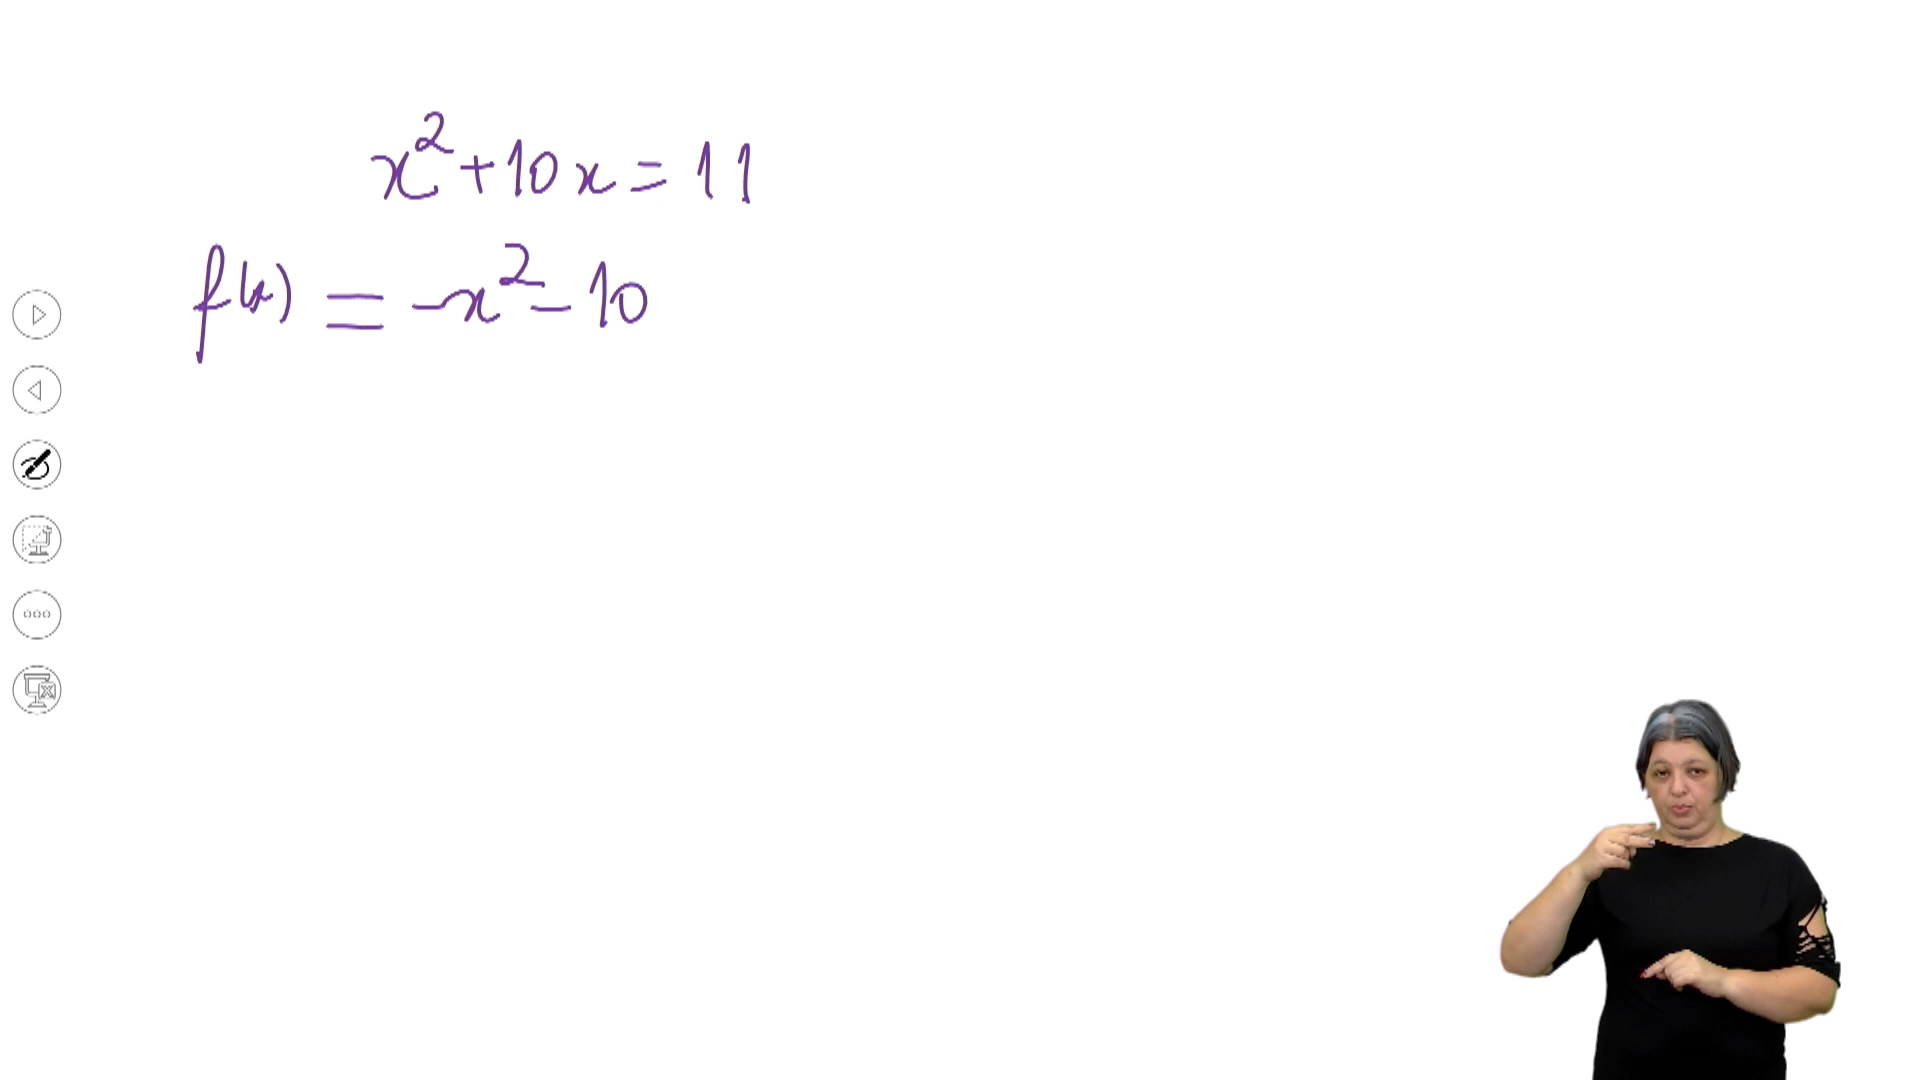 x²+10x=11
f(x) = -x²-10